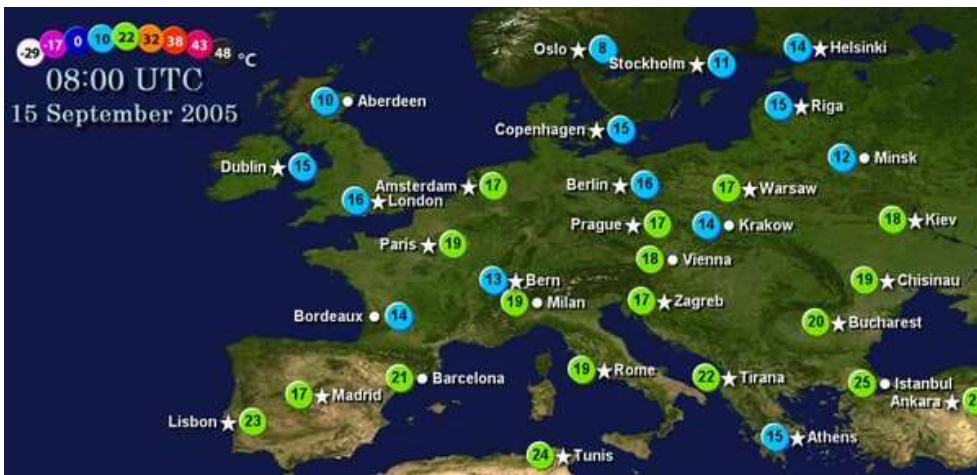 -29 -17 0 10 22 32 38 43 48 °C
08:00 UTC
15 September 2005
Oslo 8
Stockholm 11
14 Helsinki
10 Aberdeen
15 Riga
Copenhagen 15
12 Minsk
Dublin 15
Amsterdam 17
16 London
Berlin 16
17 Warsaw
Prague 17
14 Krakow
18 Kiev
Paris 19
18 Vienna
13 Bern
19 Chisinau
19 Milan
17 Zagreb
Bordeaux 14
20 Bucharest
19 Rome
21 Barcelona
22 Tirana
25 Istanbul
17 Madrid
Ankara
Lisbon 23
15 Athens
24 Tunis